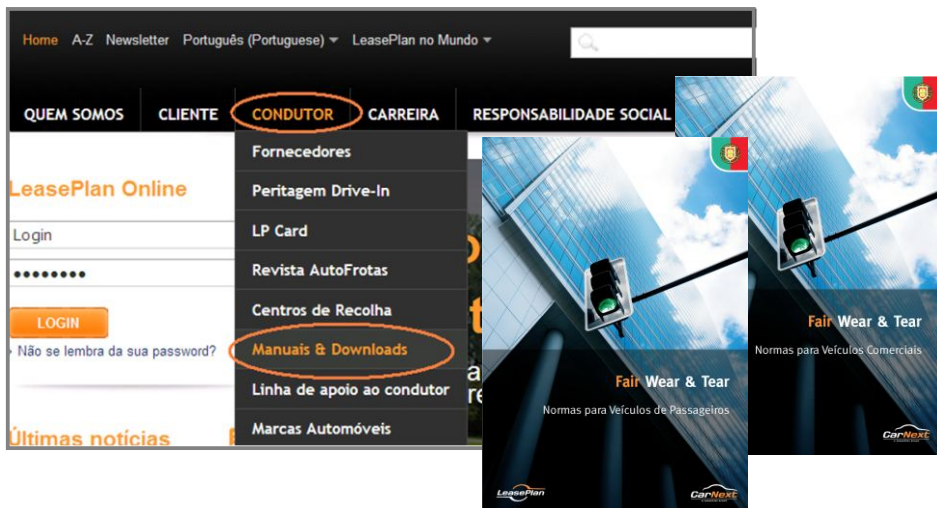 Home A-Z Newsletter Português (Portuguese) LeasePlan no Mundo
QUEM SOMOS CLIENTE CONDUTOR CARREIRA RESPONSABILIDADE SOCIAL
Fornecedores
Peritagem Drive-In
LP Card
Revista AutoFrotas
Centros de Recolha
Manuais & Downloads
Linha de apoio ao condutor
Marcas Automóveis
LeasePlan Online
Login
LOGIN
Não se lembra da sua password?
Últimas notícias
Fair Wear & Tear
Normas para Veículos de Passageiros
LeasePlan
CarNext
Fair Wear & Tear
Normas para Veículos Comerciais
CarNext